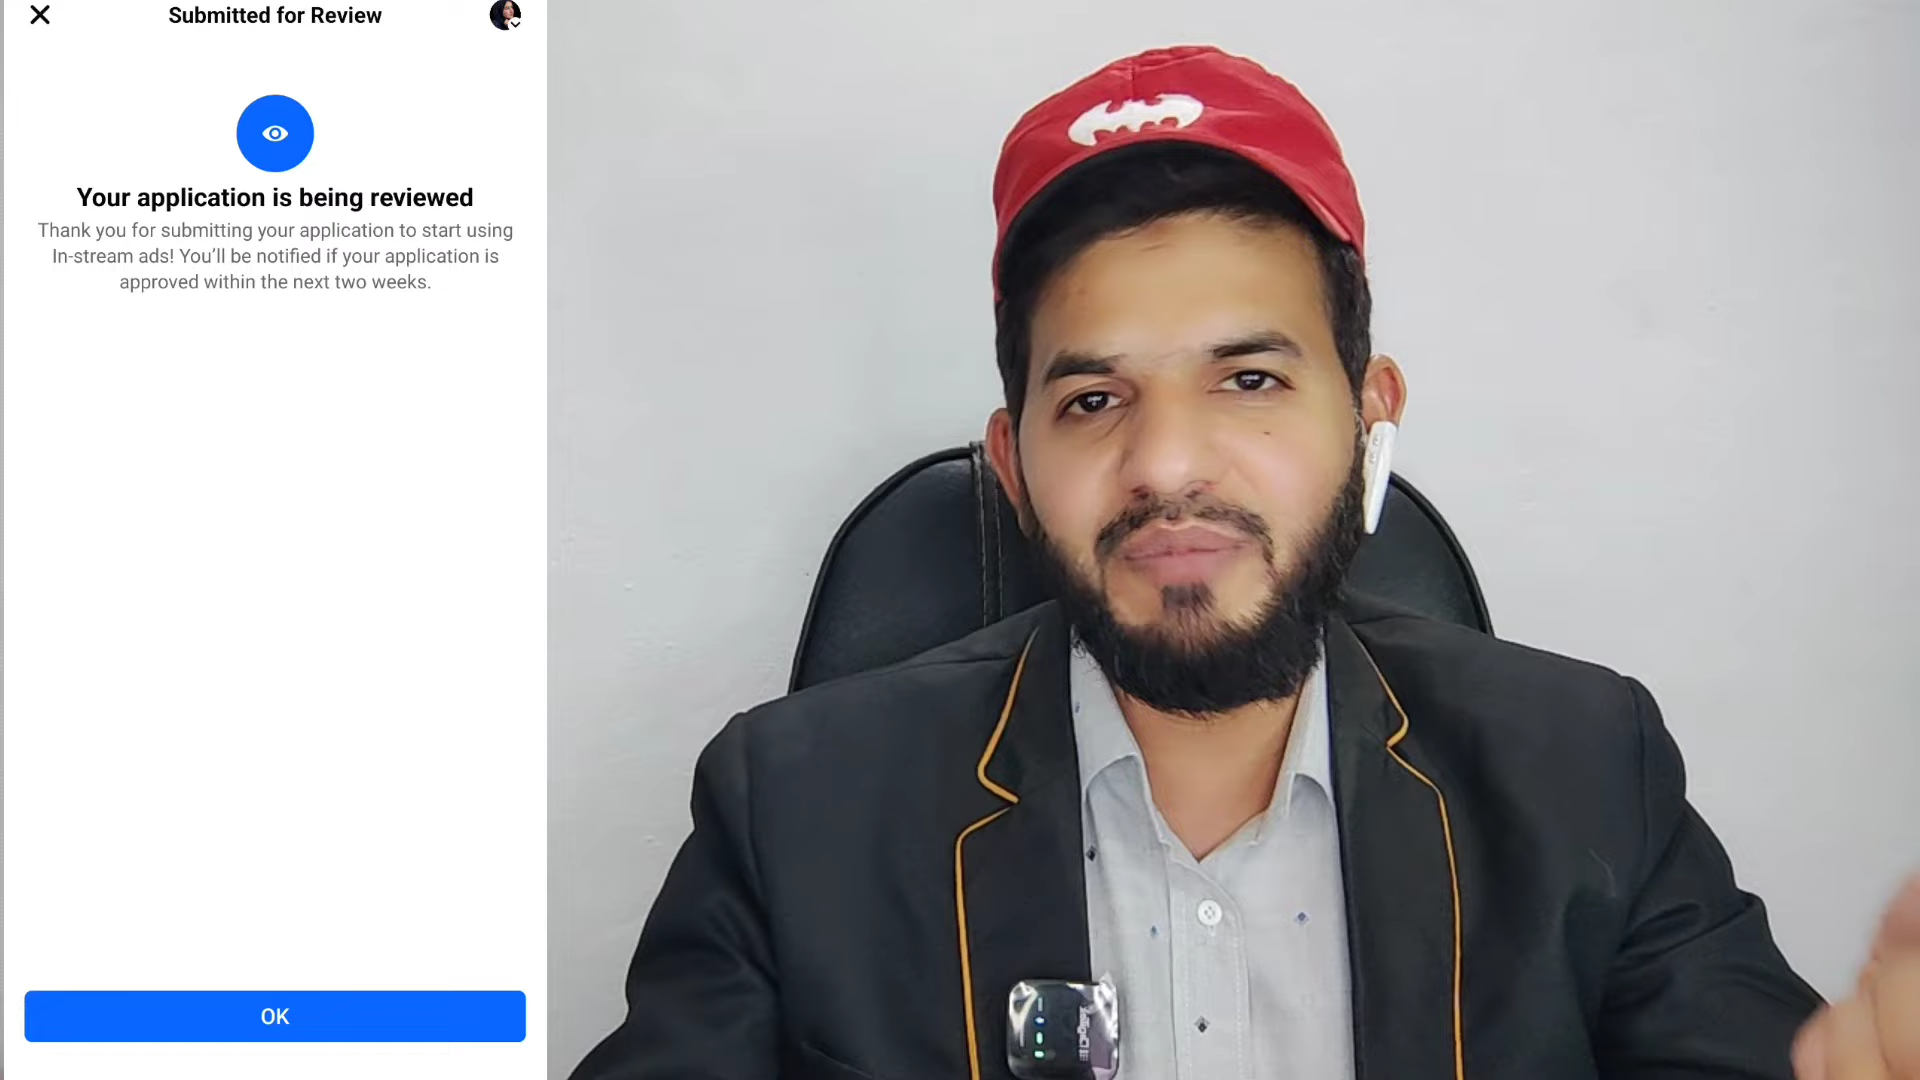 Submitted for Review
Your application is being reviewed
Thank you for submitting your application to start using
In-stream ads! You’ll be notified if your application is
approved within the next two weeks.
OK